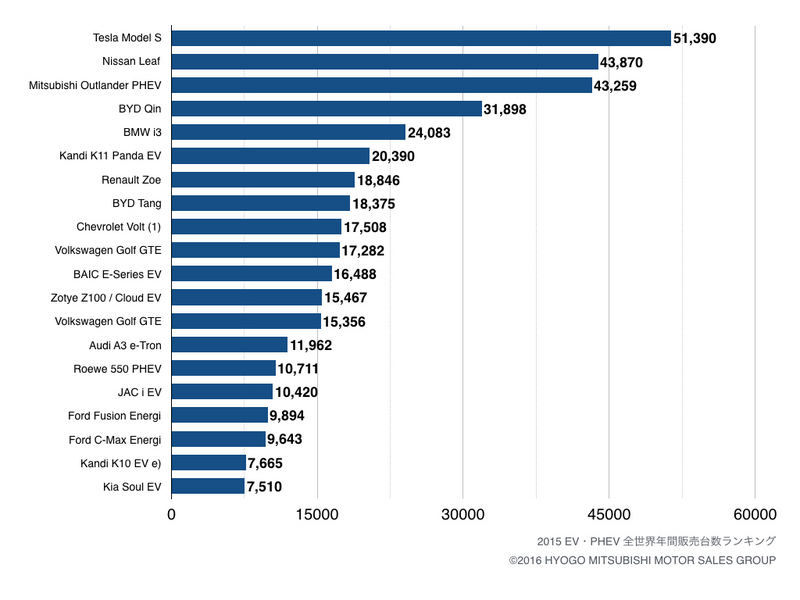 Tesla Model S 51,390
Nissan Leaf 43,870
Mitsubishi Outlander PHEV 43,259
BYD Qin 31,898
BMW i3 24,083
Kandi K11 Panda EV 20,390
Renault Zoe 18,846
BYD Tang 18,375
Chevrolet Volt (1) 17,508
Volkswagen Golf GTE 17,282
BAIC E-Series EV 16,488
Zotye Z100 / Cloud EV 15,467
Volkswagen Golf GTE 15,356
Audi A3 e-Tron 11,962
Roewe 550 PHEV 10,711
JAC i EV 10,420
Ford Fusion Energi 9,894
Ford C-Max Energi 9,643
Kandi K10 EV e) 7,665
Kia Soul EV 7,510
0 15000 30000 45000 60000
2015 EV・PHEV 全世界年間販売台数ランキング
©2016 HYOGO MITSUBISHI MOTOR SALES GROUP